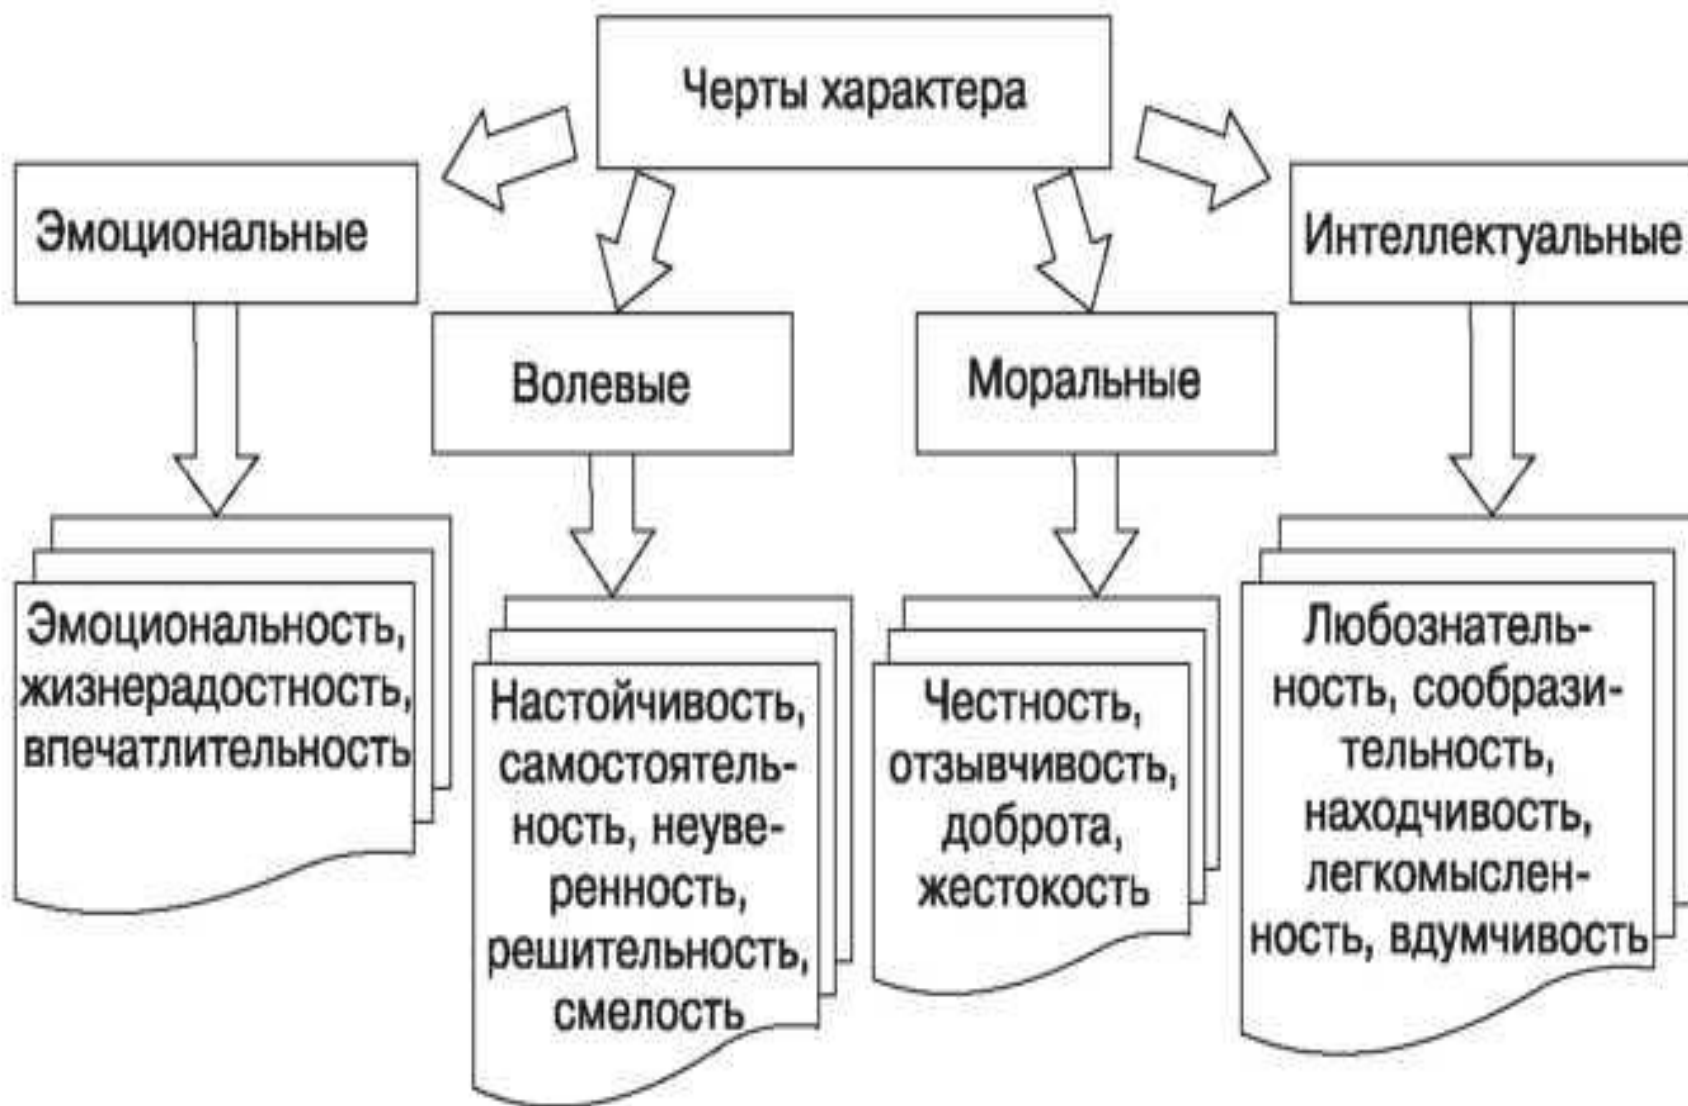 Черты характера
Эмоциональные
Интеллектуальные
Волевые
Моральные
Эмоциональность,
жизнерадостность,
впечатлительность
Настойчивость,
самостоятель-
ность, неуве-
ренность,
решительность,
смелость
Честность,
отзывчивость,
доброта,
жестокость
Любознатель-
ность, сообрази-
тельность,
находчивость,
легкомыслен-
ность, вдумчивость